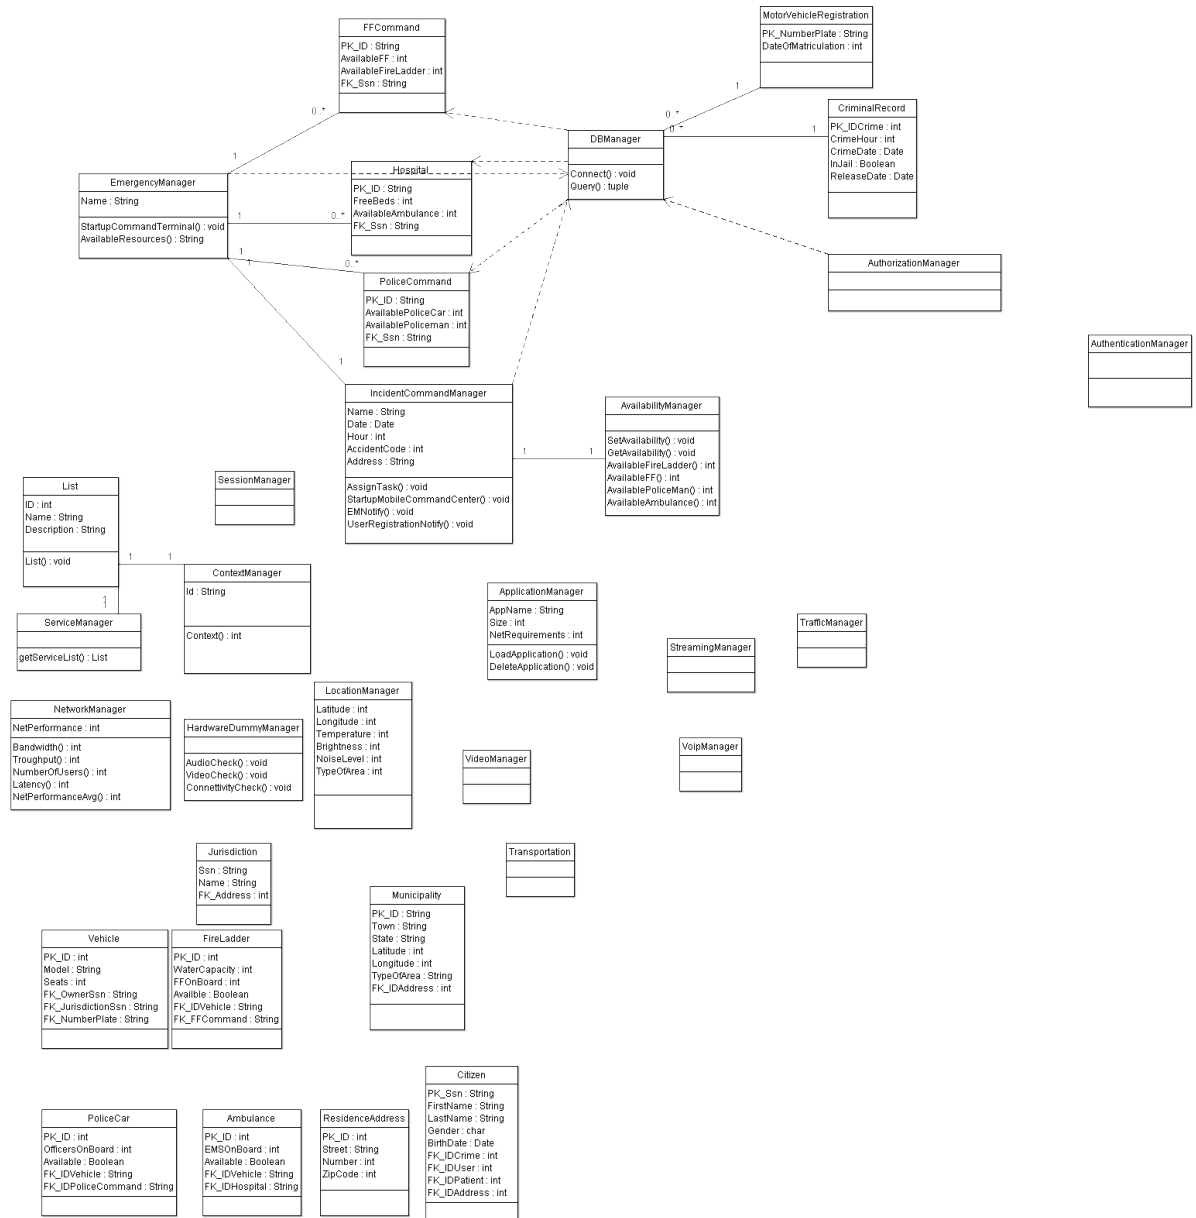 FFCommand
PK_ID : String
AvailableFF : int
AvailableFireLadder : int
FK_Ssn : String
MotorVehicleRegistration
PK_NumberPlate : String
DateOfMatriculation : int
CriminalRecord
PK_IDCrime : int
CrimeHour : int
CrimeDate : Date
InJail : Boolean
ReleaseDate : Date
DBManager
Connect() : void
Query() : tuple
0..*
1
0..*
1
0..*
1
EmergencyManager
Name : String
StartupCommandTerminal() : void
AvailableResources() : String
Hospital
PK_ID : String
FreeBeds : int
AvailableAmbulance : int
FK_Ssn : String
1
0..*
1
0..*
1
1
PoliceCommand
PK_ID : String
AvailablePoliceCar : int
AvailablePoliceman : int
FK_Ssn : String
AuthorizationManager
AuthenticationManager
IncidentCommandManager
Name : String
Date : Date
Hour : int
AccidentCode : int
Address : String
AssignTask() : void
StartupMobileCommandCenter() : void
EMNotify() : void
UserRegistrationNotify() : void
1
1
AvailabilityManager
SetAvailability() : void
GetAvailability() : void
AvailableFireLadder() : int
AvailableFF() : int
AvailablePoliceMan() : int
AvailableAmbulance() : int
List
ID : int
Name : String
Description : String
List() : void
SessionManager
1
1
ContextManager
Id : String
Context() : int
1
1
ServiceManager
getServiceList() : List
ApplicationManager
AppName : String
Size : int
NetRequirements : int
LoadApplication() : void
DeleteApplication() : void
StreamingManager
TrafficManager
NetworkManager
NetPerformance : int
Bandwidth() : int
Troughput() : int
NumberOfUsers() : int
Latency() : int
NetPerformanceAvg() : int
HardwareDummyManager
AudioCheck() : void
VideoCheck() : void
ConnettivityCheck() : void
LocationManager
Latitude : int
Longitude : int
Temperature : int
Brightness : int
NoiseLevel : int
TypeOfArea : int
VideoManager
VoipManager
Jurisdiction
Ssn : String
Name : String
FK_Address : int
Transportation
Municipality
PK_ID : String
Town : String
State : String
Latitude : int
Longitude : int
TypeOfArea : String
FK_IDAddress : int
Vehicle
PK_ID : int
Model : String
Seats : int
FK_OwnerSsn : String
FK_JurisdictionSsn : String
FK_NumberPlate : String
FireLadder
PK_ID : int
WaterCapacity : int
FFOnBoard : int
Availble : Boolean
FK_IDVehicle : String
FK_FFCommand : String
PoliceCar
PK_ID : int
OfficersOnBoard : int
Available : Boolean
FK_IDVehicle : String
FK_IDPoliceCommand : String
Ambulance
PK_ID : int
EMSOnBoard : int
Available : Boolean
FK_IDVehicle : String
FK_IDHospital : String
ResidenceAddress
PK_ID : int
Street : String
Number : int
ZipCode : int
Citizen
PK_Ssn : String
FirstName : String
LastName : String
Gender : char
BirthDate : Date
FK_IDCrime : int
FK_IDUser : int
FK_IDPatient : int
FK_IDAddress : int